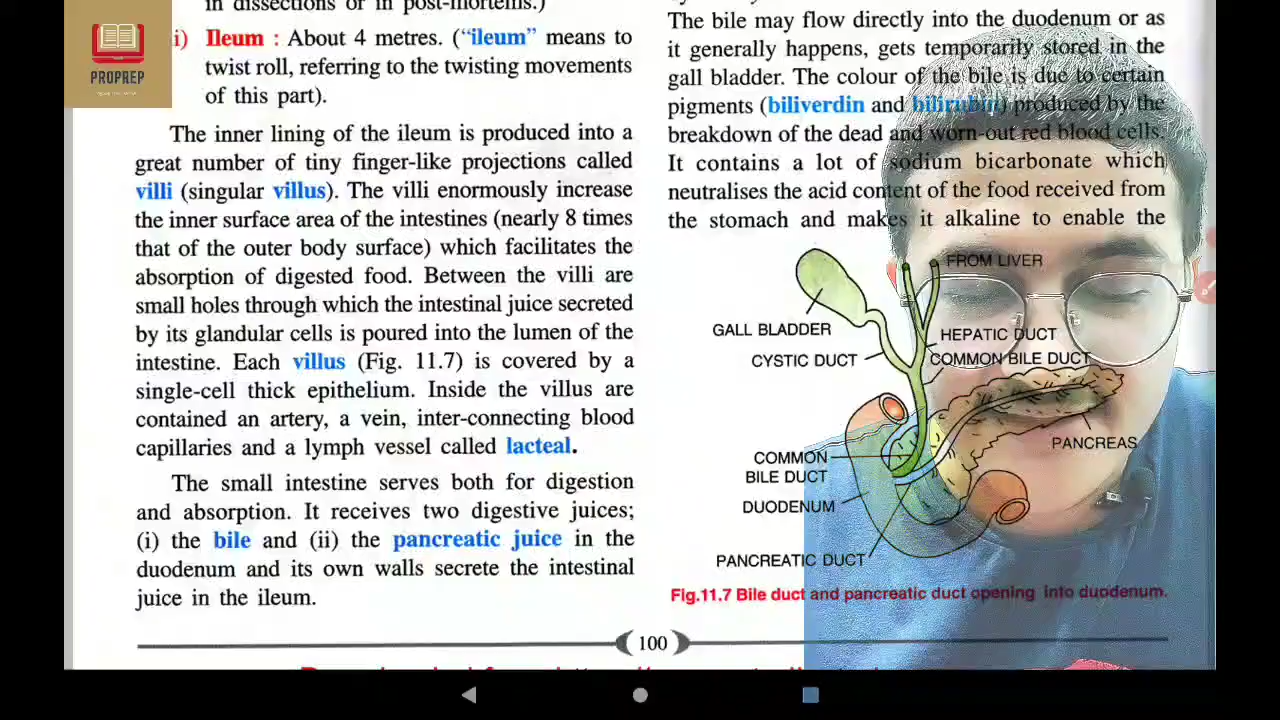 PROPREP
in dissections or in post-mortems.)
i) Ileum : About 4 metres. (“ileum” means to
twist roll, referring to the twisting movements
of this part).
The inner lining of the ileum is produced into a
great number of tiny finger-like projections called
villi (singular villus). The villi enormously increase
the inner surface area of the intestines (nearly 8 times
that of the outer body surface) which facilitates the
absorption of digested food. Between the villi are
small holes through which the intestinal juice secreted
by its glandular cells is poured into the lumen of the
intestine. Each villus (Fig. 11.7) is covered by a
single-cell thick epithelium. Inside the villus are
contained an artery, a vein, inter-connecting blood
capillaries and a lymph vessel called lacteal.
The small intestine serves both for digestion
and absorption. It receives two digestive juices;
(i) the bile and (ii) the pancreatic juice in the
duodenum and its own walls secrete the intestinal
juice in the ileum.
The bile may flow directly into the duodenum or as
it generally happens, gets temporarily stored in the
gall bladder. The colour of the bile is due to certain
pigments (biliverdin and bilirubin) produced by the
breakdown of the dead and worn-out red blood cells.
It contains a lot of sodium bicarbonate which
neutralises the acid content of the food received from
the stomach and makes it alkaline to enable the
FROM LIVER
GALL BLADDER
HEPATIC DUCT
CYSTIC DUCT
COMMON BILE DUCT
PANCREAS
COMMON
BILE DUCT
DUODENUM
PANCREATIC DUCT
Fig.11.7 Bile duct and pancreatic duct opening into duodenum.
100